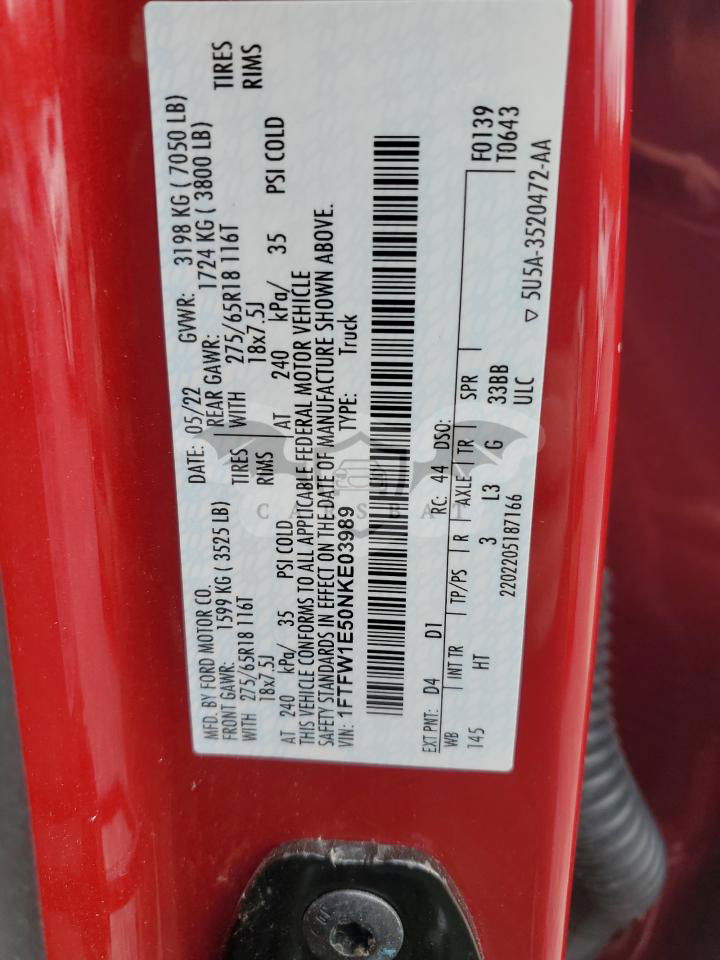 MFD. BY FORD MOTOR CO. DATE: 05/22 GVWR: 3198 KG ( 7050 LB)
FRONT GAWR: 1599 KG ( 3525 LB) REAR GAWR: 1724 KG ( 3800 LB)
WITH 275/65R18 116T TIRES WITH 275/65R18 116T TIRES
18x7.5J RIMS 18x7.5J RIMS
AT 240 kPa/ 35 PSI COLD AT 240 kPa/ 35 PSI COLD
THIS VEHICLE CONFORMS TO ALL APPLICABLE FEDERAL MOTOR VEHICLE
SAFETY STANDARDS IN EFFECT ON THE DATE OF MANUFACTURE SHOWN ABOVE.
VIN: 1FTFW1E50NKE03989 TYPE: Truck
EXT PNT: D4 D1 RC: 44 DSO: F0139
WB INT TR TP/PS R AXLE TR SPR T0643
145 HT 3 L3 G 33BB
ULC
2202205187166 ▽ 5U5A-3520472-AA
CARSBAT